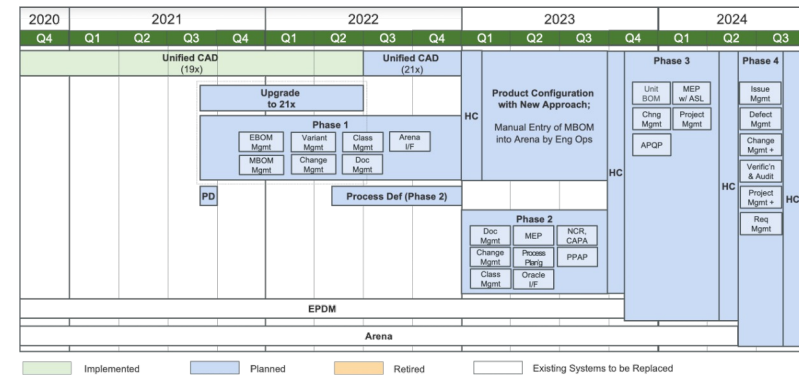 2020 2021 2022 2023 2024
Q4 Q1 Q2 Q3 Q4 Q1 Q2 Q3 Q4 Q1 Q2 Q3 Q4 Q1 Q2 Q3
Unified CAD
(19x)
Unified CAD
(21x)
Upgrade
to 21x
Phase 1
EBOM
Mgmt
Variant
Mgmt
Class
Mgmt
Arena
I/F
MBOM
Mgmt
Change
Mgmt
Doc
Mgmt
PD
Process Def (Phase 2)
HC
Product Configuration
with New Approach;
Manual Entry of MBOM
into Arena by Eng Ops
HC
Phase 2
Doc
Mgmt
MEP
NCR,
CAPA
Change
Mgmt
Process
Plan'g
PPAP
Class
Mgmt
Oracle
I/F
Phase 3
Unit
BOM
MEP
w/ ASL
Chng
Mgmt
Project
Mgmt
APQP
HC
Phase 4
Issue
Mgmt
Defect
Mgmt
Change
Mgmt +
Verific'n
& Audit
Project
Mgmt +
Req
Mgmt
HC
EPDM
Arena
Implemented Planned Retired Existing Systems to be Replaced